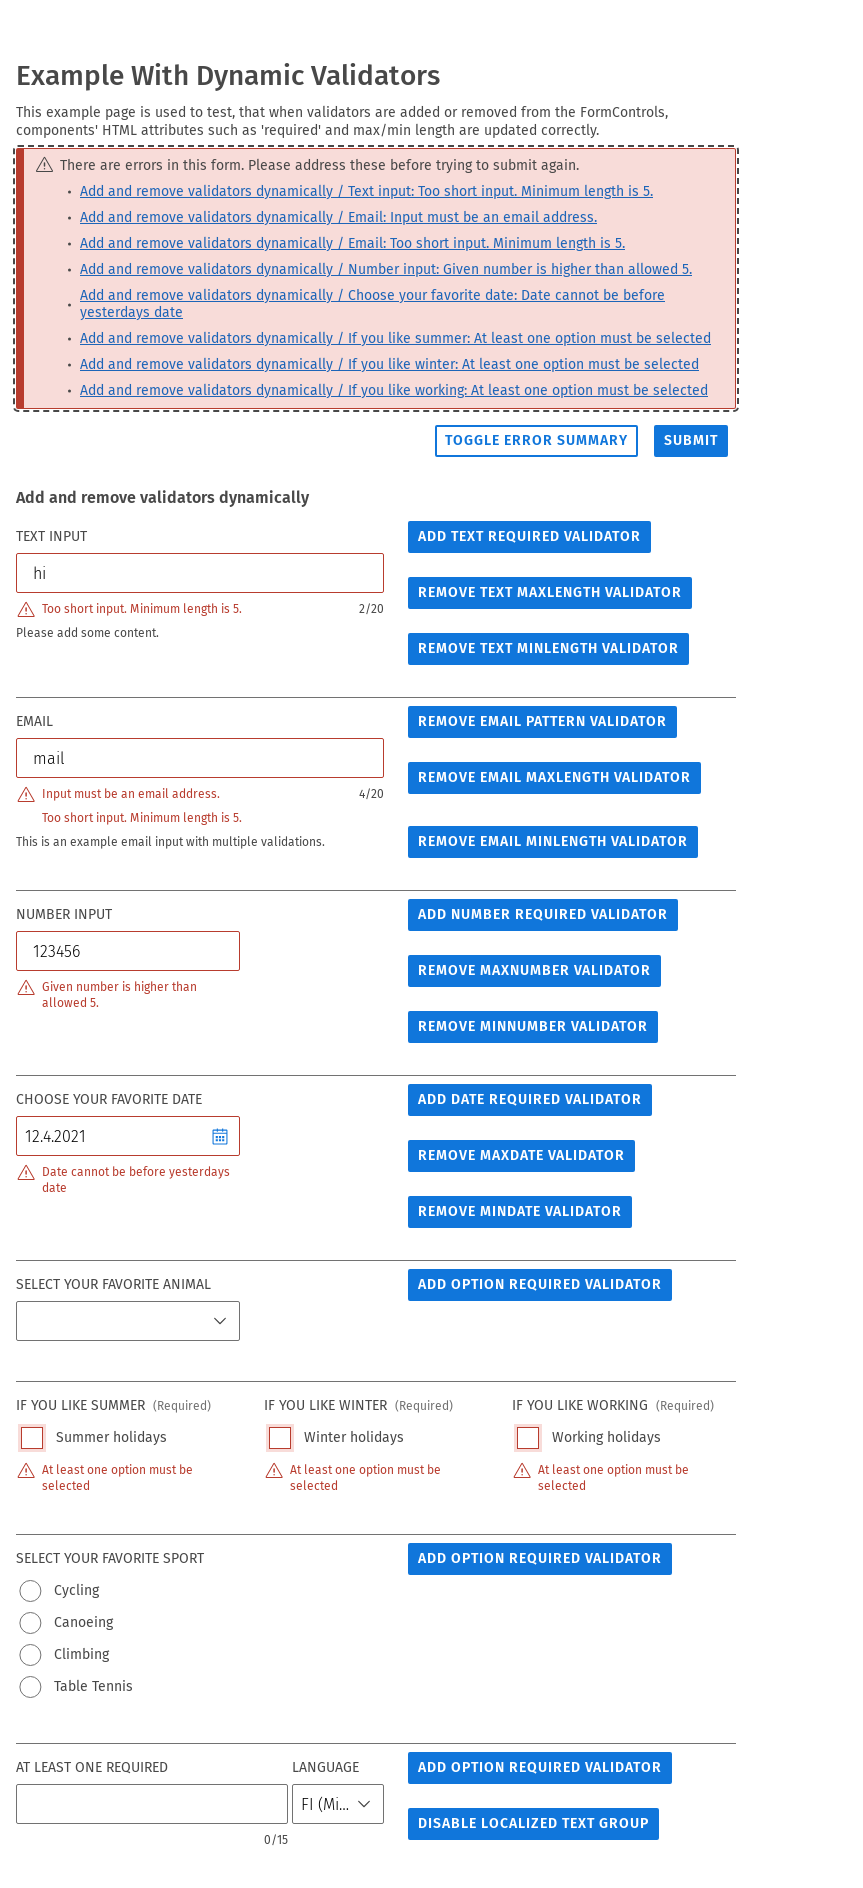 Example With Dynamic Validators
This example page is used to test, that when validators are added or removed from the FormControls,
components' HTML attributes such as 'required' and max/min length are updated correctly.
There are errors in this form. Please address these before trying to submit again.
• Add and remove validators dynamically / Text input: Too short input. Minimum length is 5.
• Add and remove validators dynamically / Email: Input must be an email address.
• Add and remove validators dynamically / Email: Too short input. Minimum length is 5.
• Add and remove validators dynamically / Number input: Given number is higher than allowed 5.
• Add and remove validators dynamically / Choose your favorite date: Date cannot be before
yesterdays date
• Add and remove validators dynamically / If you like summer: At least one option must be selected
• Add and remove validators dynamically / If you like winter: At least one option must be selected
• Add and remove validators dynamically / If you like working: At least one option must be selected
TOGGLE ERROR SUMMARY SUBMIT
Add and remove validators dynamically
TEXT INPUT
hi
Too short input. Minimum length is 5. 2/20
Please add some content.
ADD TEXT REQUIRED VALIDATOR
REMOVE TEXT MAXLENGTH VALIDATOR
REMOVE TEXT MINLENGTH VALIDATOR
EMAIL
mail
Input must be an email address. 4/20
Too short input. Minimum length is 5.
This is an example email input with multiple validations.
REMOVE EMAIL PATTERN VALIDATOR
REMOVE EMAIL MAXLENGTH VALIDATOR
REMOVE EMAIL MINLENGTH VALIDATOR
NUMBER INPUT
123456
Given number is higher than
allowed 5.
ADD NUMBER REQUIRED VALIDATOR
REMOVE MAXNUMBER VALIDATOR
REMOVE MINNUMBER VALIDATOR
CHOOSE YOUR FAVORITE DATE
12.4.2021
Date cannot be before yesterdays
date
ADD DATE REQUIRED VALIDATOR
REMOVE MAXDATE VALIDATOR
REMOVE MINDATE VALIDATOR
SELECT YOUR FAVORITE ANIMAL
ADD OPTION REQUIRED VALIDATOR
IF YOU LIKE SUMMER (Required)
Summer holidays
At least one option must be
selected
IF YOU LIKE WINTER (Required)
Winter holidays
At least one option must be
selected
IF YOU LIKE WORKING (Required)
Working holidays
At least one option must be
selected
SELECT YOUR FAVORITE SPORT
Cycling
Canoeing
Climbing
Table Tennis
ADD OPTION REQUIRED VALIDATOR
AT LEAST ONE REQUIRED
0/15
LANGUAGE
FI (Mi...
ADD OPTION REQUIRED VALIDATOR
DISABLE LOCALIZED TEXT GROUP